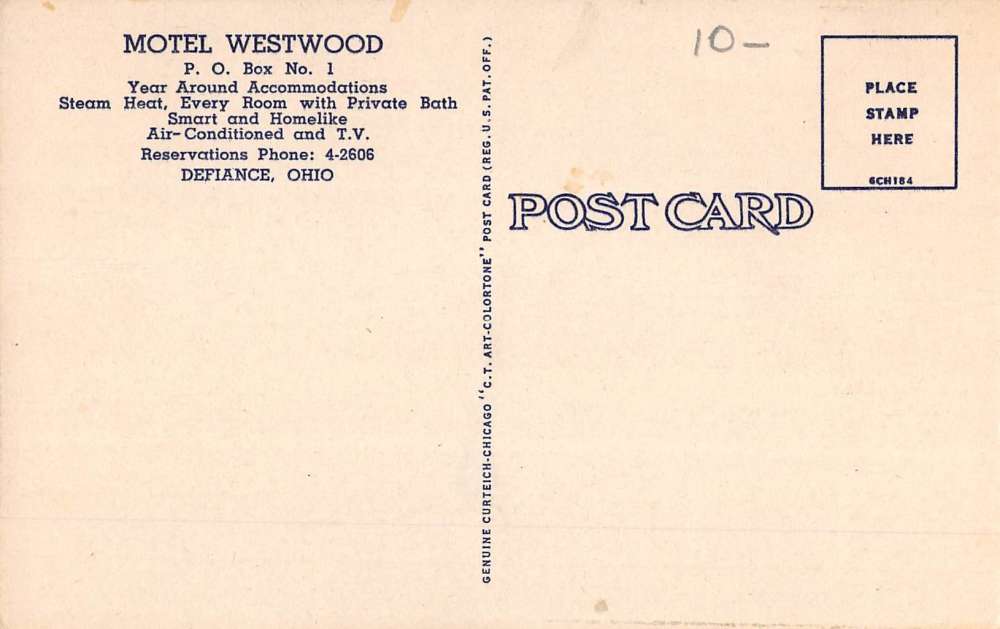 MOTEL WESTWOOD
P. O. Box No. 1
Year Around Accommodations
Steam Heat, Every Room with Private Bath
Smart and Homelike
Air-Conditioned and T.V.
Reservations Phone: 4-2606
DEFIANCE, OHIO
GENUINE CURTEICH-CHICAGO "C.T. ART-COLORTONE" POST CARD (REG. U.S. PAT. OFF.)
10-
POST CARD
PLACE
STAMP
HERE
6CH184